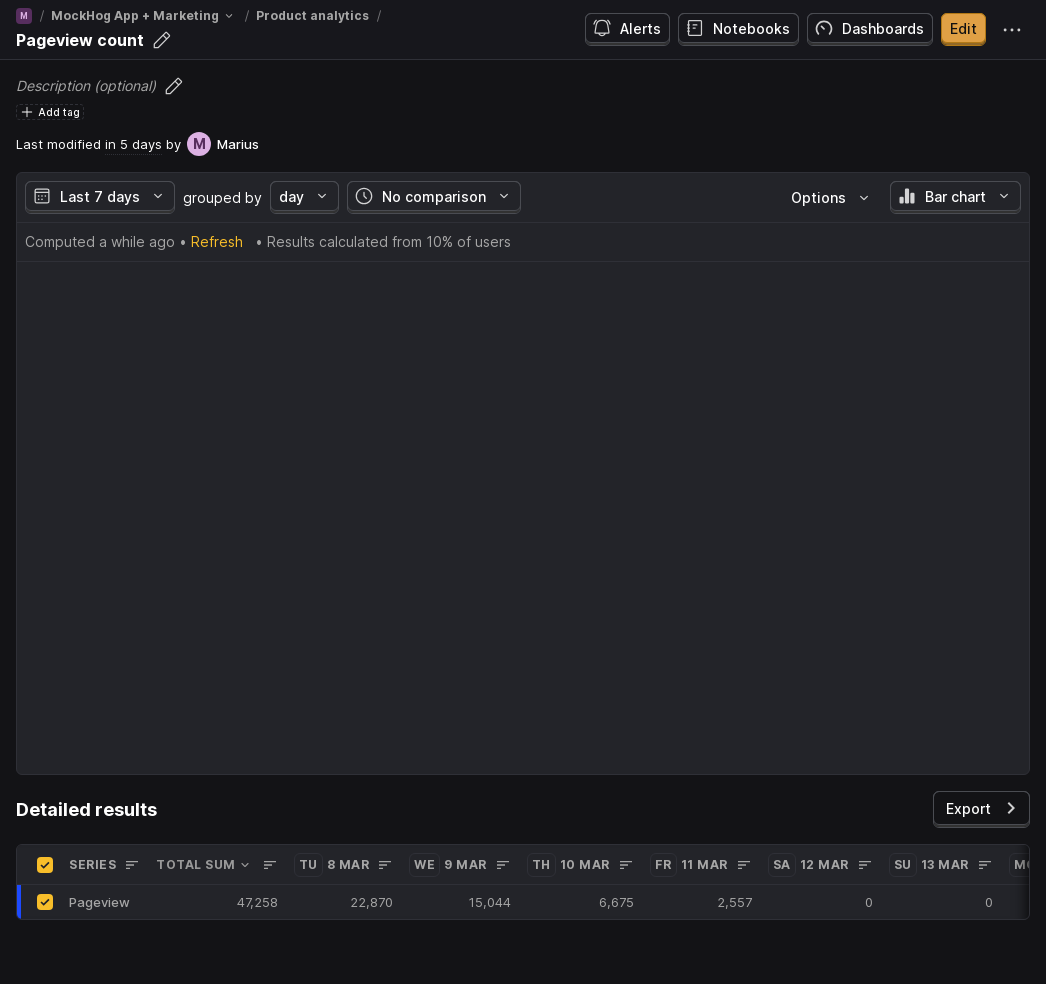 M / MockHog App + Marketing / Product analytics /
Pageview count
Alerts Notebooks Dashboards Edit
Description (optional)
Add tag
Last modified in 5 days by M Marius
Last 7 days grouped by day No comparison Options Bar chart
Computed a while ago • Refresh • Results calculated from 10% of users
Detailed results
Export
SERIES TOTAL SUM TU 8 MAR WE 9 MAR TH 10 MAR FR 11 MAR SA 12 MAR SU 13 MAR
Pageview 47,258 22,870 15,044 6,675 2,557 0 0